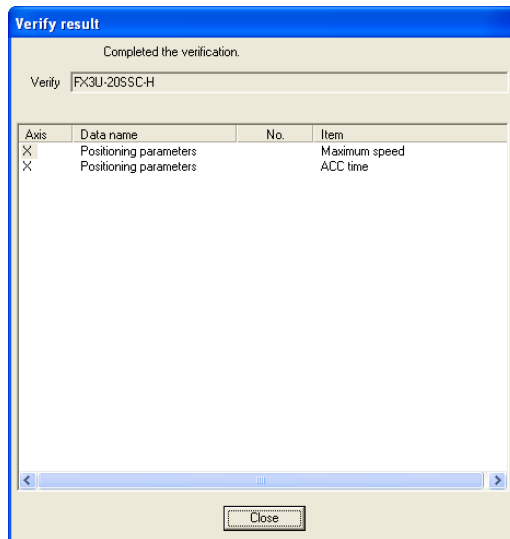 Verify result
Completed the verification.
Verify FX3U-20SSC-H
Axis Data name No. Item
X Positioning parameters Maximum speed
X Positioning parameters ACC time
Close